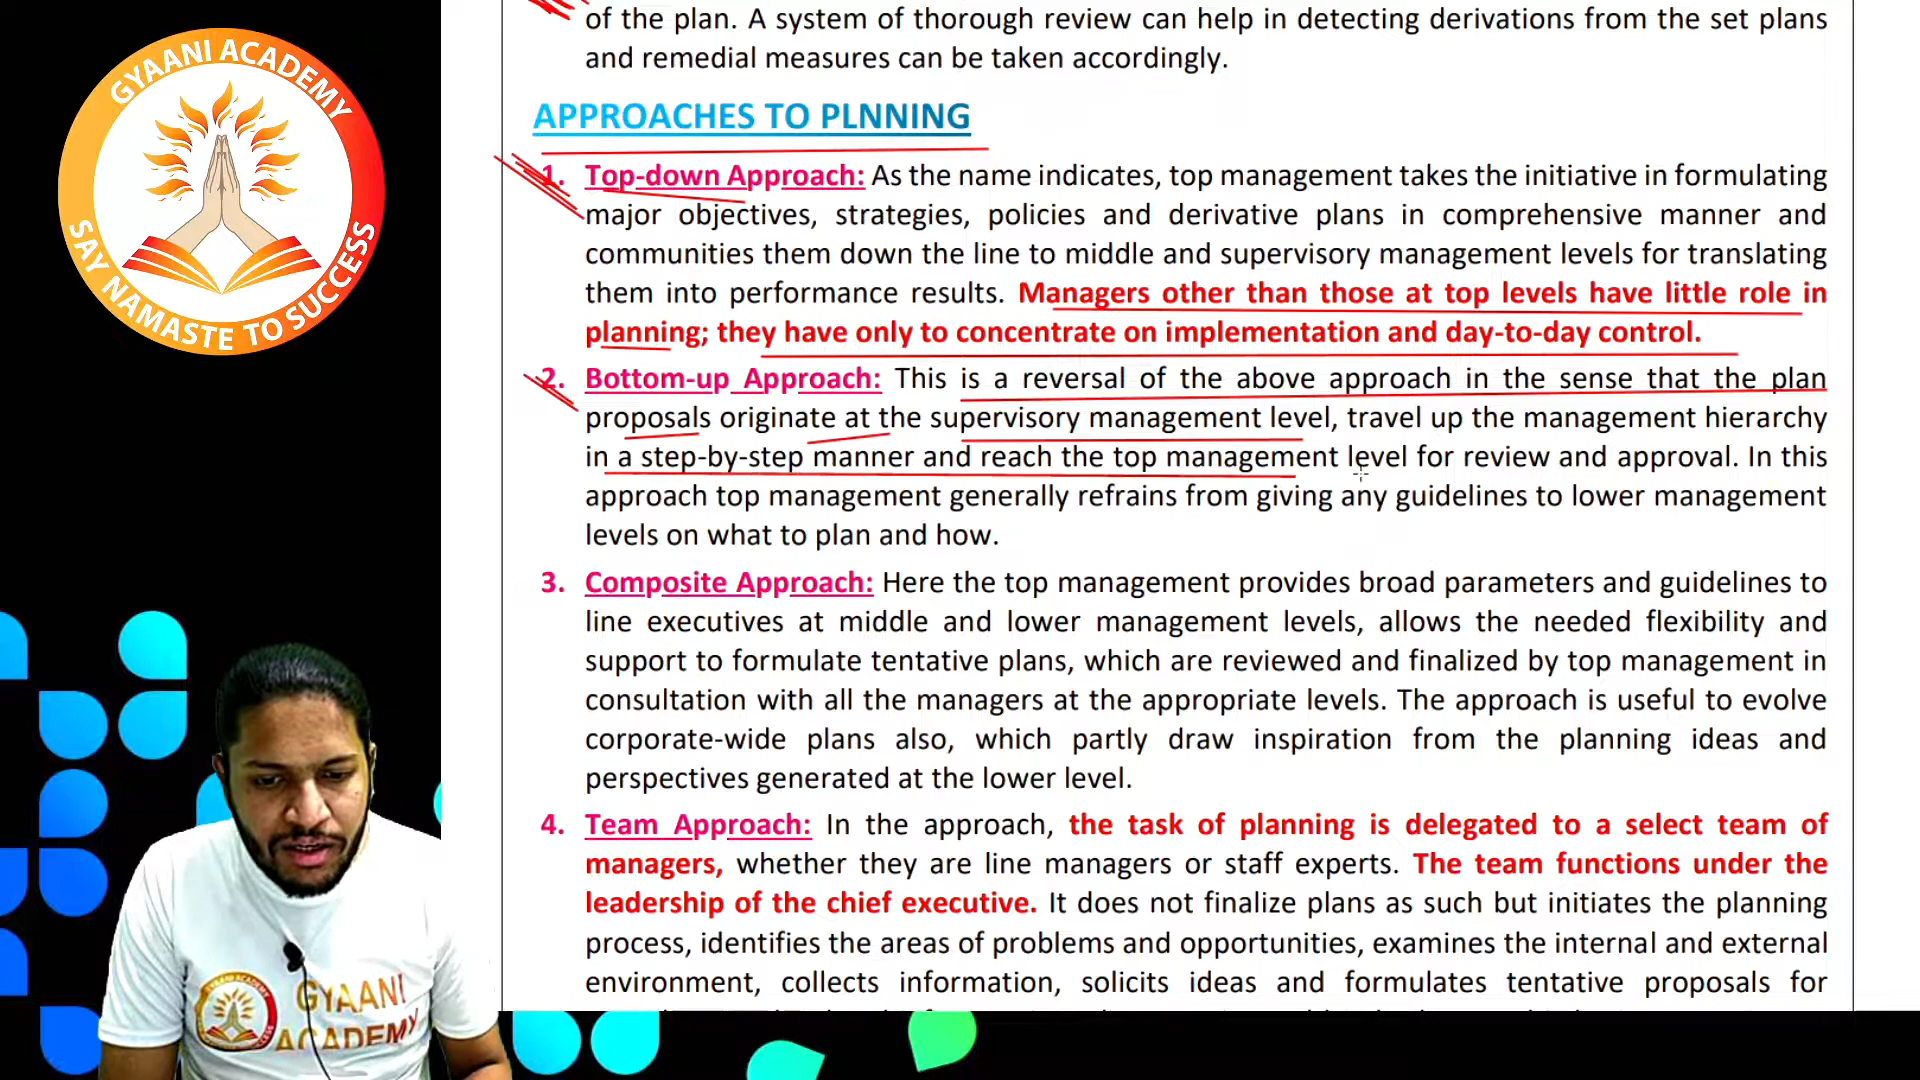 GYAANI ACADEMY
SAY NAMASTE TO SUCCESS
of the plan. A system of thorough review can help in detecting derivations from the set plans
and remedial measures can be taken accordingly.
APPROACHES TO PLNNING
1. Top-down Approach: As the name indicates, top management takes the initiative in formulating
major objectives, strategies, policies and derivative plans in comprehensive manner and
communities them down the line to middle and supervisory management levels for translating
them into performance results. Managers other than those at top levels have little role in
planning; they have only to concentrate on implementation and day-to-day control.
2. Bottom-up Approach: This is a reversal of the above approach in the sense that the plan
proposals originate at the supervisory management level, travel up the management hierarchy
in a step-by-step manner and reach the top management level for review and approval. In this
approach top management generally refrains from giving any guidelines to lower management
levels on what to plan and how.
3. Composite Approach: Here the top management provides broad parameters and guidelines to
line executives at middle and lower management levels, allows the needed flexibility and
support to formulate tentative plans, which are reviewed and finalized by top management in
consultation with all the managers at the appropriate levels. The approach is useful to evolve
corporate-wide plans also, which partly draw inspiration from the planning ideas and
perspectives generated at the lower level.
4. Team Approach: In the approach, the task of planning is delegated to a select team of
managers, whether they are line managers or staff experts. The team functions under the
leadership of the chief executive. It does not finalize plans as such but initiates the planning
process, identifies the areas of problems and opportunities, examines the internal and external
environment, collects information, solicits ideas and formulates tentative proposals for
GYAANI
ACADEMY